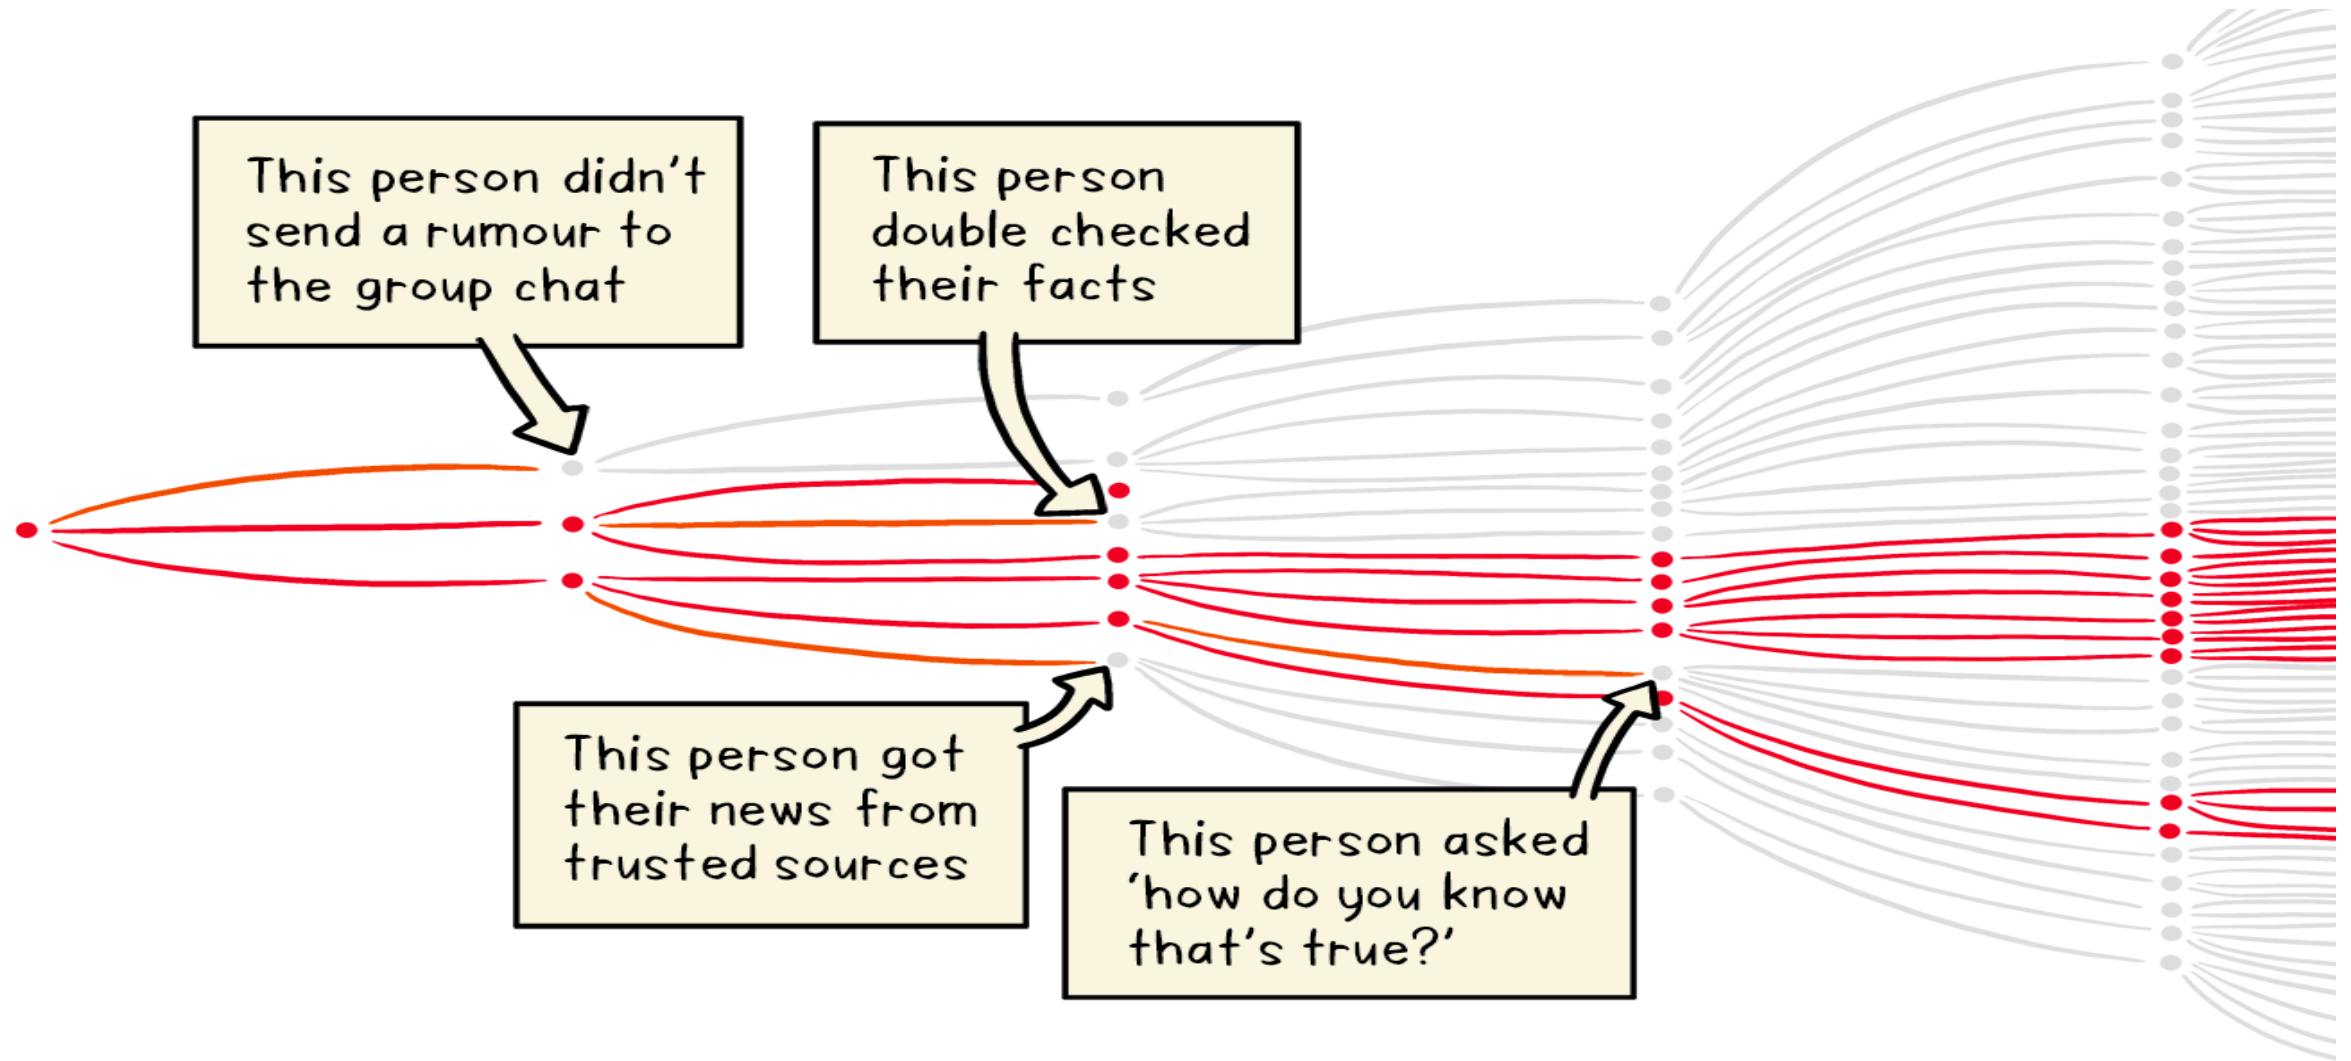 This person didn't
send a rumour to
the group chat
This person
double checked
their facts
This person got
their news from
trusted sources
This person asked
'how do you know
that's true?'